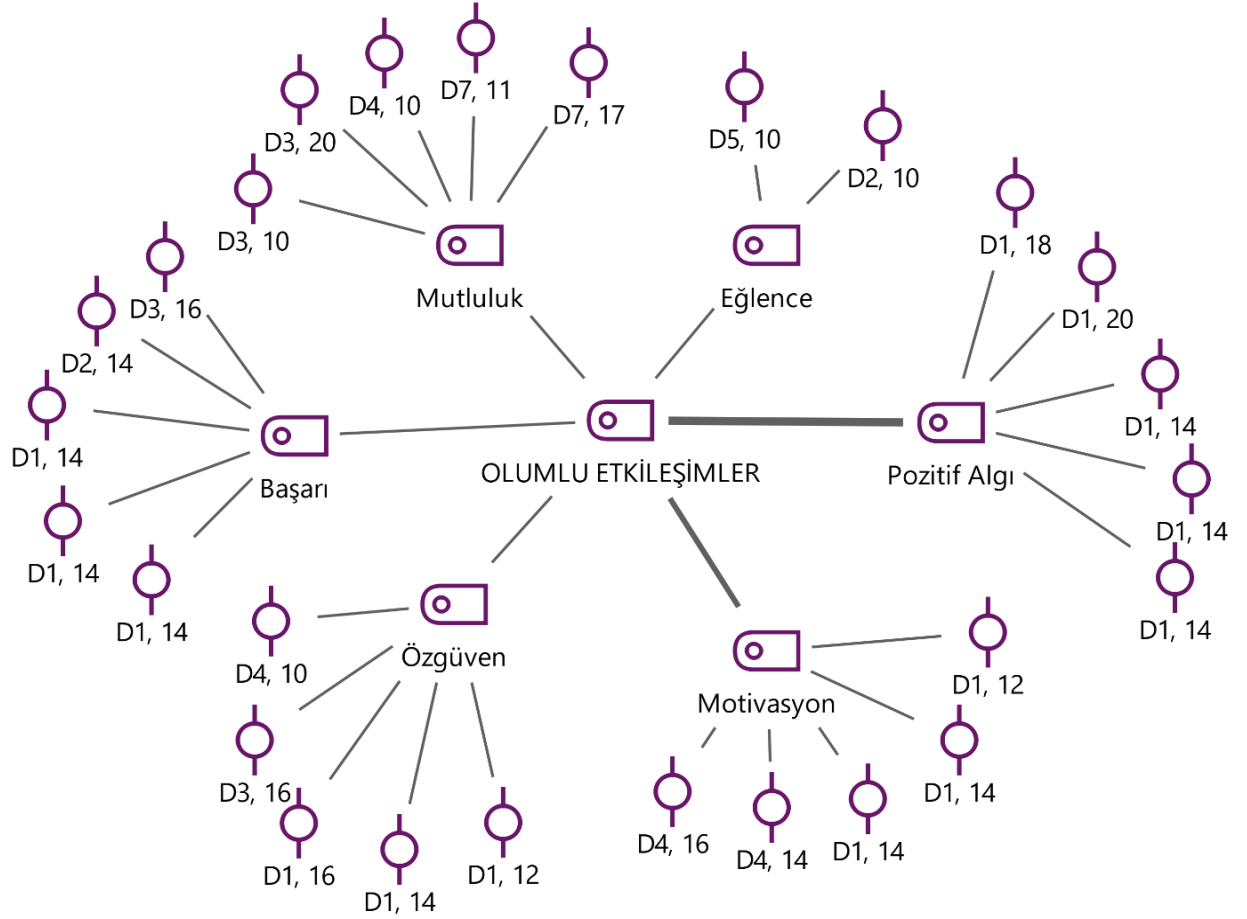 D7, 11
D4, 10
D7, 17
D3, 20
D5, 10
D2, 10
D3, 10
D1, 18
Mutluluk
Eğlence
D3, 16
D1, 20
D2, 14
D1, 14
D1, 14
OLUMLU ETKİLEŞİMLER
Pozitif Algı
Başarı
D1, 14
D1, 14
D1, 14
D1, 14
Özgüven
D4, 10
D1, 12
Motivasyon
D3, 16
D1, 14
D4, 16
D4, 14
D1, 14
D1, 16
D1, 14
D1, 12